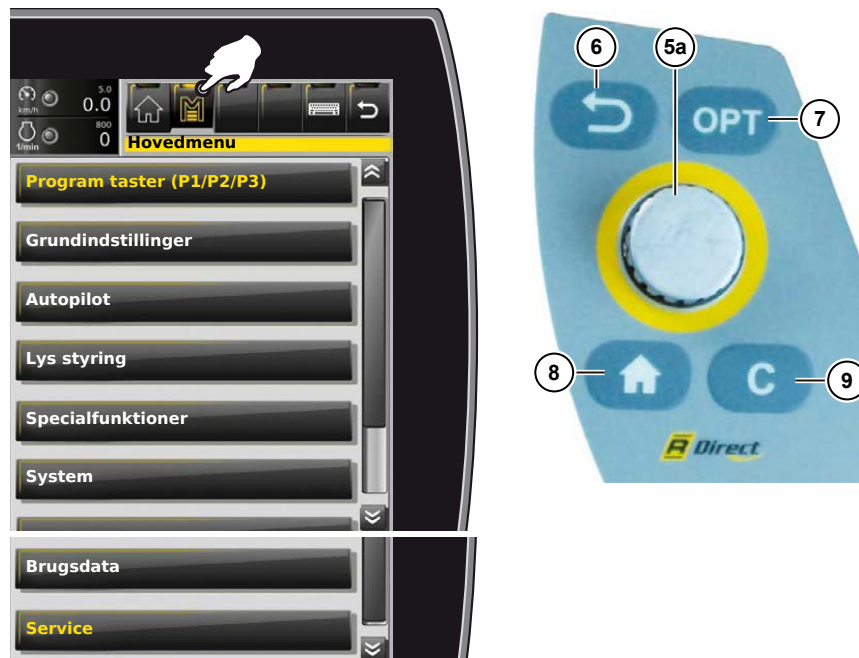 5.0
km/h 0.0
800
1/min 0
Hovedmenu
Program taster (P1/P2/P3)
Grundindstillinger
Autopilot
Lys styring
Specialfunktioner
System
Brugsdata
Service
6
5a
OPT
7
8
C
9
R Direct